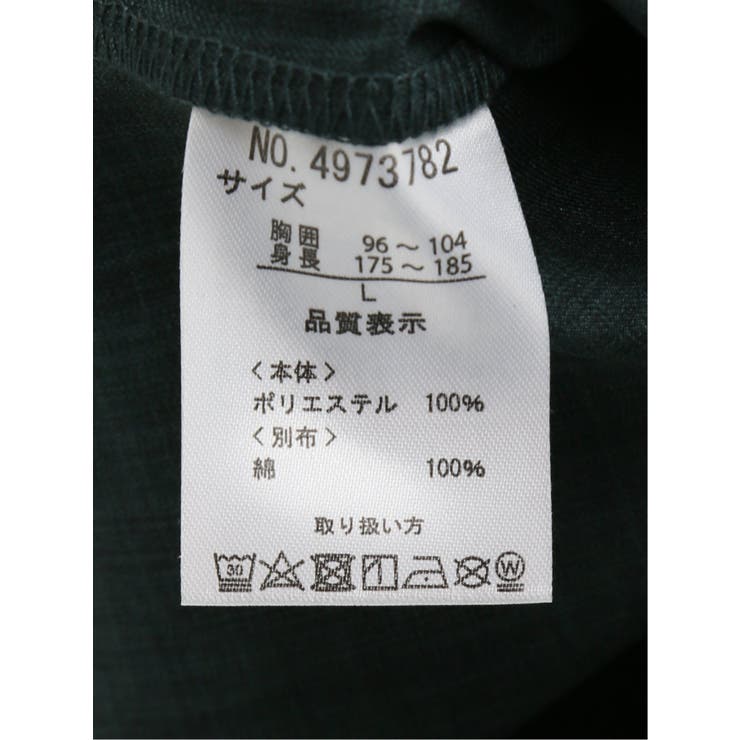 NO. 4973782
サイズ
胸囲 96～104
身長 175～185
L
品質表示
〈本体〉
ポリエステル 100%
〈別布〉
綿 100%
取り扱い方
30 W